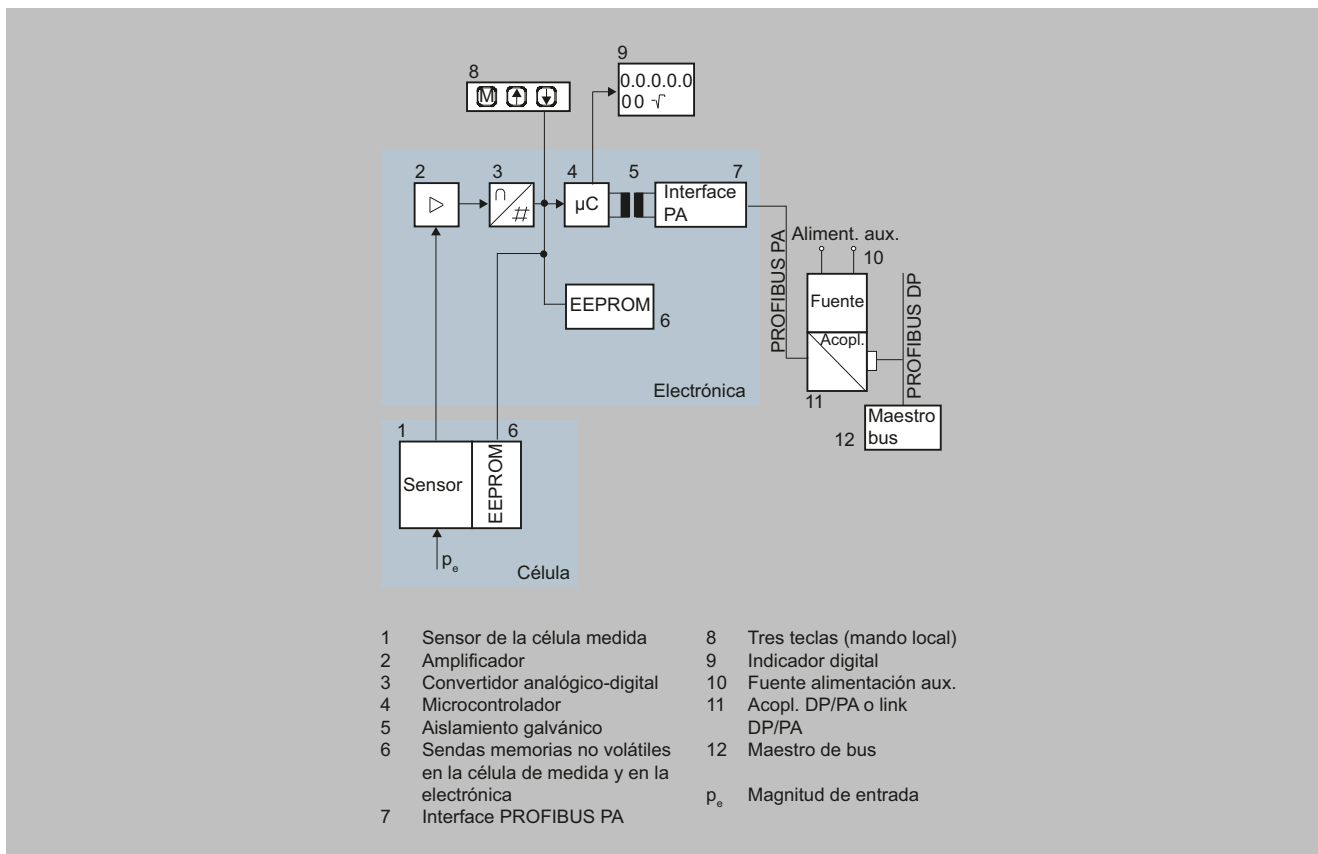 9
8
0.0.0.0.0
00 √
M
2
3
4
5
7
∩
#
µC
Interface
PA
Aliment. aux.
10
PROFIBUS PA
Fuente
PROFIBUS DP
EEPROM
6
Acopl.
Electrónica
11
Maestro
bus
12
1
6
Sensor
EEPROM
pe
Célula
1 Sensor de la célula medida
2 Amplificador
3 Convertidor analógico-digital
4 Microcontrolador
5 Aislamiento galvánico
6 Sendas memorias no volátiles
en la célula de medida y en la
electrónica
7 Interface PROFIBUS PA
8 Tres teclas (mando local)
9 Indicador digital
10 Fuente alimentación aux.
11 Acopl. DP/PA o link
DP/PA
12 Maestro de bus
pe Magnitud de entrada